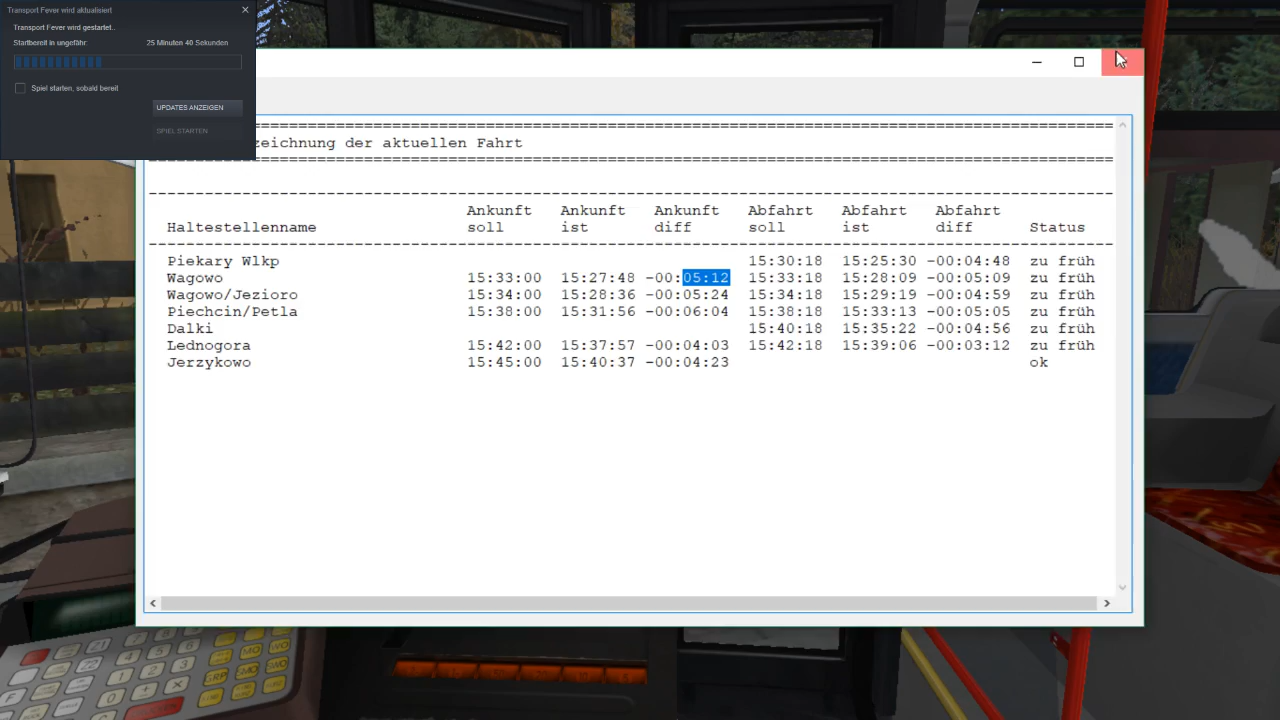 Transport Fever wird aktualisiert
Transport Fever wird gestartet..
Startbereit in ungefähr: 25 Minuten 40 Sekunden
Spiel starten, sobald bereit
UPDATES ANZEIGEN
SPIEL STARTEN
zeichnung der aktuellen Fahrt
Ankunft Ankunft Ankunft Abfahrt Abfahrt Abfahrt
Haltestellenname soll ist diff soll ist diff Status
Piekary Wlkp 15:30:18 15:25:30 -00:04:48 zu früh
Wagowo 15:33:00 15:27:48 -00:05:12 15:33:18 15:28:09 -00:05:09 zu früh
Wagowo/Jezioro 15:34:00 15:28:36 -00:05:24 15:34:18 15:29:19 -00:04:59 zu früh
Piechcin/Petla 15:38:00 15:31:56 -00:06:04 15:38:18 15:33:13 -00:05:05 zu früh
Dalki 15:40:18 15:35:22 -00:04:56 zu früh
Lednogora 15:42:00 15:37:57 -00:04:03 15:42:18 15:39:06 -00:03:12 zu früh
Jerzykowo 15:45:00 15:40:37 -00:04:23 ok